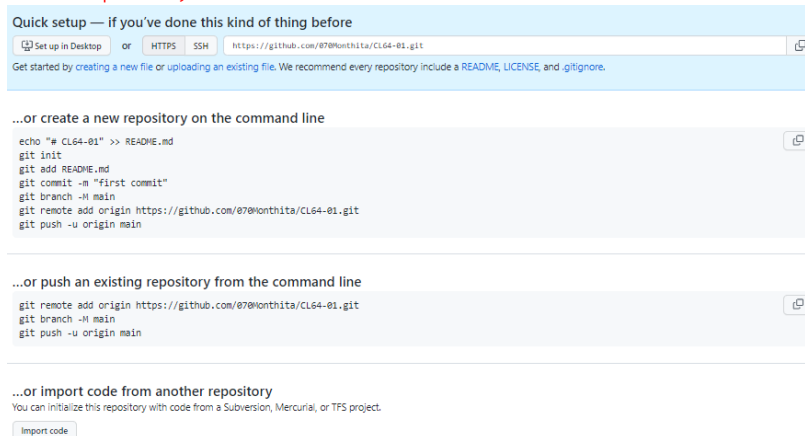 Quick setup — if you've done this kind of thing before
Set up in Desktop or HTTPS SSH https://github.com/070Monthita/CL64-01.git
Get started by creating a new file or uploading an existing file. We recommend every repository include a README, LICENSE, and .gitignore.
...or create a new repository on the command line
echo "# CL64-01" >> README.md
git init
git add README.md
git commit -m "first commit"
git branch -M main
git remote add origin https://github.com/070Monthita/CL64-01.git
git push -u origin main
...or push an existing repository from the command line
git remote add origin https://github.com/070Monthita/CL64-01.git
git branch -M main
git push -u origin main
...or import code from another repository
You can initialize this repository with code from a Subversion, Mercurial, or TFS project.
Import code